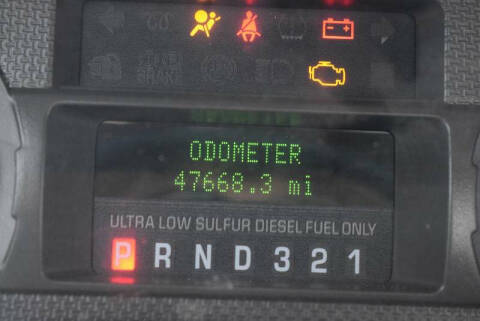 ODOMETER
47668.3 mi
ULTRA LOW SULFUR DIESEL FUEL ONLY
P R N D 3 2 1